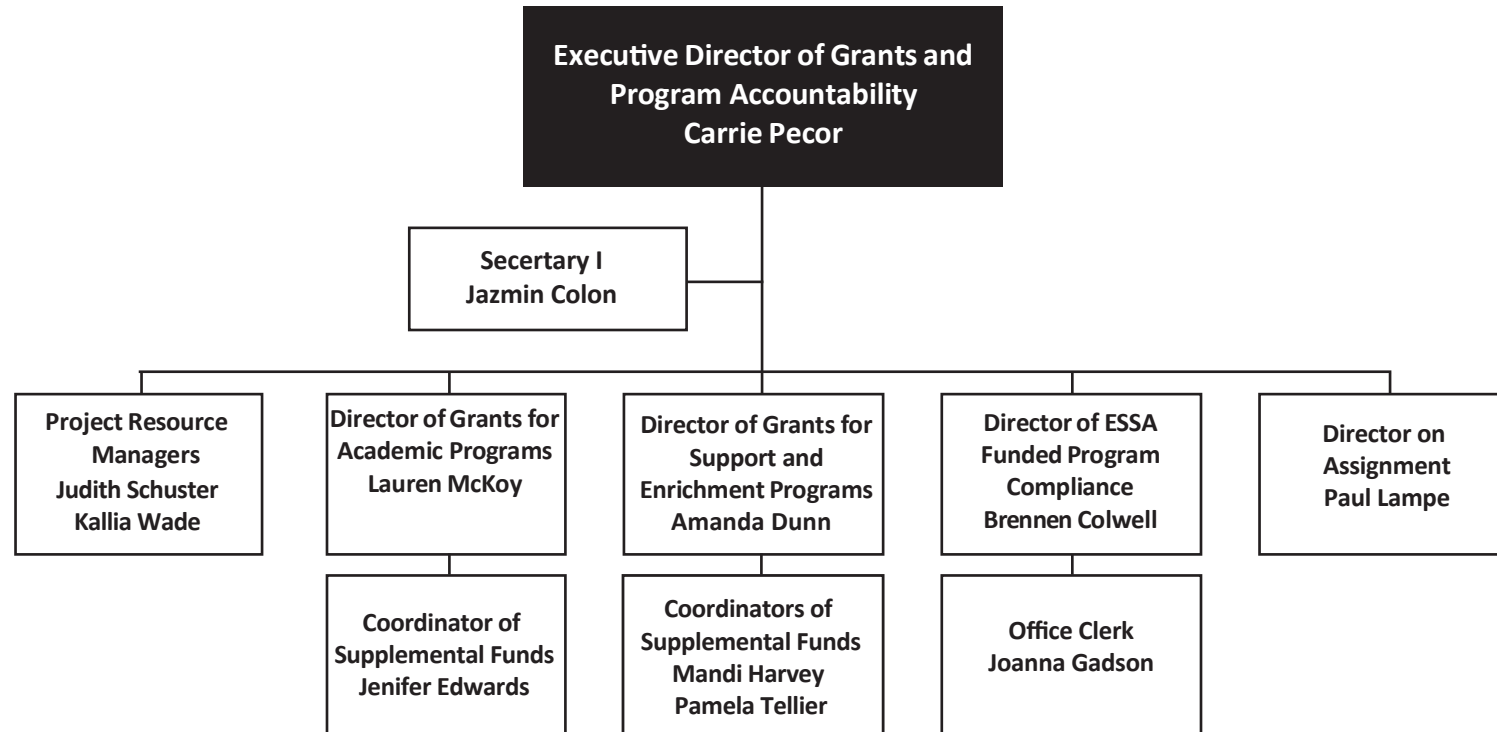 Executive Director of Grants and
Program Accountability
Carrie Pecor
Secertary I
Jazmin Colon
Project Resource
Managers
Judith Schuster
Kallia Wade
Director of Grants for
Academic Programs
Lauren McKoy
Director of Grants for
Support and
Enrichment Programs
Amanda Dunn
Director of ESSA
Funded Program
Compliance
Brennen Colwell
Director on
Assignment
Paul Lampe
Coordinator of
Supplemental Funds
Jenifer Edwards
Coordinators of
Supplemental Funds
Mandi Harvey
Pamela Tellier
Office Clerk
Joanna Gadson